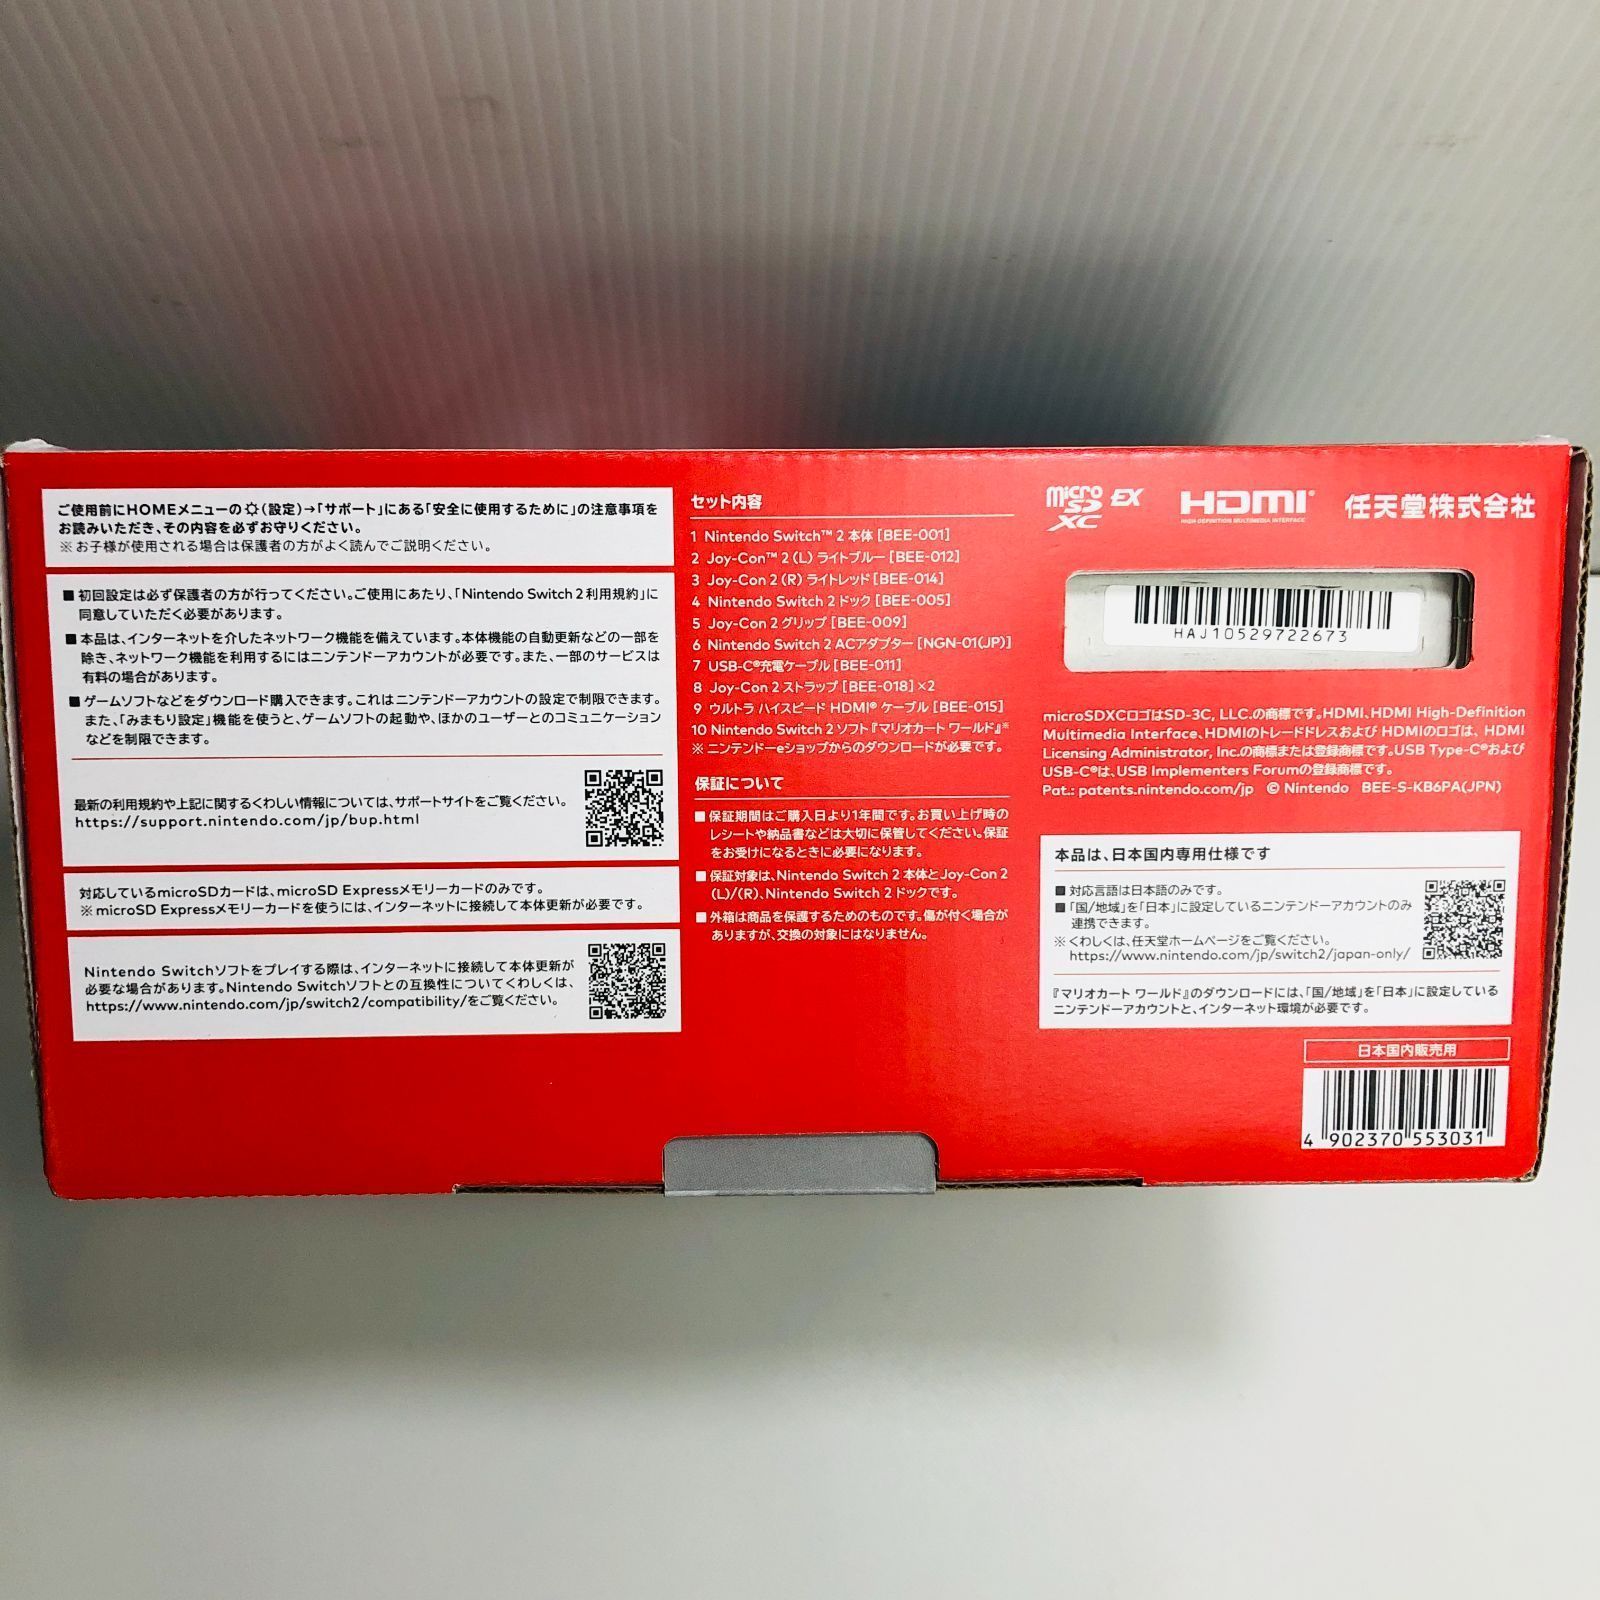 ご使用前にHOMEメニューの(設定)→「サポート」にある「安全に使用するために」の注意事項を
お読みいただき、その内容を必ずお守りください。
※お子様が使用される場合は保護者の方がよく読んでご説明ください。
■初回設定は必ず保護者の方が行ってください。ご使用にあたり、「Nintendo Switch 2 利用規約」に
同意していただく必要があります。
■本品は、インターネットを介したネットワーク機能を備えています。本体機能の自動更新などの一部を
除き、ネットワーク機能を利用するにはニンテンドーアカウントが必要です。また、一部のサービスは
有料の場合があります。
■ゲームソフトなどをダウンロード購入できます。これはニンテンドーアカウントの設定で制限できます。
また、「みまもり設定」機能を使うと、ゲームソフトの起動や、ほかのユーザーとのコミュニケーション
などを制限できます。
最新の利用規約や上記に関するくわしい情報については、サポートサイトをご覧ください。
https://support.nintendo.com/jp/bup.html
対応しているmicroSDカードは、microSD Expressメモリーカードのみです。
※microSD Expressメモリーカードを使うには、インターネットに接続して本体更新が必要です。
Nintendo Switchソフトをプレイする際は、インターネットに接続して本体更新が
必要な場合があります。Nintendo Switchソフトとの互換性についてくわしくは、
https://www.nintendo.com/jp/switch2/compatibility/をご覧ください。
セット内容
1 Nintendo Switch™ 2 本体 [BEE-001]
2 Joy-Con™ 2 (L) ライトブルー [BEE-012]
3 Joy-Con 2 (R) ライトレッド [BEE-014]
4 Nintendo Switch 2 ドック [BEE-005]
5 Joy-Con 2 グリップ [BEE-009]
6 Nintendo Switch 2 ACアダプター [NGN-01(JP)]
7 USB-C®充電ケーブル [BEE-011]
8 Joy-Con 2 ストラップ [BEE-018]×2
9 ウルトラ ハイスピード HDMI® ケーブル [BEE-015]
10 Nintendo Switch 2 ソフト『マリオカート ワールド』※
※ ニンテンドーeショップからのダウンロードが必要です。
保証について
■保証期間はご購入日より1年間です。お買い上げ時の
レシートや納品書などは大切に保管してください。保証
をお受けになるときに必要になります。
■保証対象は、Nintendo Switch 2 本体とJoy-Con 2
(L)/(R)、Nintendo Switch 2 ドックです。
■外箱は商品を保護するためのものです。傷が付く場合が
ありますが、交換の対象にはなりません。
micro SD XC EX
HDMI®
HIGH-DEFINITION MULTIMEDIA INTERFACE
任天堂株式会社
HAJ10529722673
microSDXCロゴはSD-3C, LLC.の商標です。HDMI、HDMI High-Definition
Multimedia Interface、HDMIのトレードドレスおよび HDMIのロゴは、HDMI
Licensing Administrator, Inc.の商標または登録商標です。USB Type-C®および
USB-C®は、USB Implementers Forumの登録商標です。
Pat.: patents.nintendo.com/jp © Nintendo BEE-S-KB6PA(JPN)
本品は、日本国内専用仕様です
■対応言語は日本語のみです。
■「国/地域」を「日本」に設定しているニンテンドーアカウントのみ
連携できます。
※くわしくは、任天堂ホームページをご覧ください。
https://www.nintendo.com/jp/switch2/japan-only/
『マリオカート ワールド』のダウンロードには、「国/地域」を「日本」に設定している
ニンテンドーアカウントと、インターネット環境が必要です。
日本国内販売用
4 902370 553031